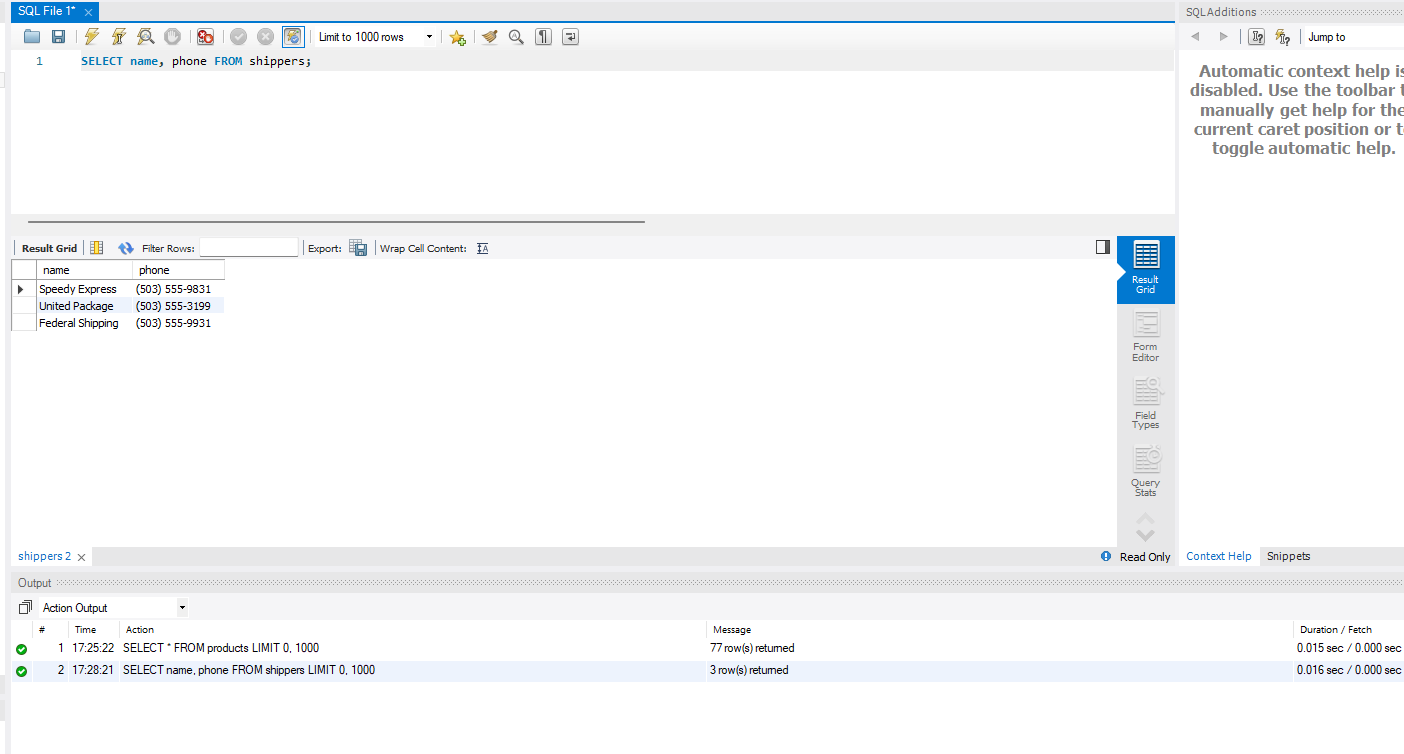 SQL File 1*
SQLAdditions
Limit to 1000 rows
Jump to
1 SELECT name, phone FROM shippers;
Automatic context help is
disabled. Use the toolbar
manually get help for the
current caret position or
toggle automatic help.
Result Grid Filter Rows: Export: Wrap Cell Content:
name phone
Speedy Express (503) 555-9831
United Package (503) 555-3199
Federal Shipping (503) 555-9931
Result
Grid
Form
Editor
Field
Types
Query
Stats
shippers 2
Read Only
Context Help Snippets
Output
Action Output
# Time Action Message Duration / Fetch
1 17:25:22 SELECT * FROM products LIMIT 0, 1000 77 row(s) returned 0.015 sec / 0.000 sec
2 17:28:21 SELECT name, phone FROM shippers LIMIT 0, 1000 3 row(s) returned 0.016 sec / 0.000 sec